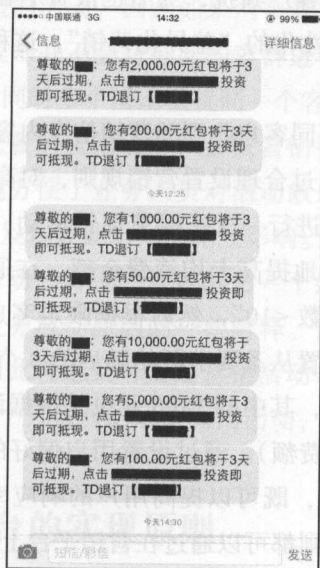 中国联通 3G 14:32 99%
信息 详细信息
尊敬的 : 您有2,000.00元红包将于3
天后过期，点击 投资
即可抵现。TD退订【 】
尊敬的 : 您有200.00元红包将于3天
后过期，点击 投资即
可抵现。TD退订【 】
今天12:25
尊敬的 : 您有1,000.00元红包将于3
天后过期，点击 投资
即可抵现。TD退订【 】
尊敬的 : 您有50.00元红包将于3天
后过期，点击 投资即
可抵现。TD退订【 】
尊敬的 : 您有10,000.00元红包将于
3天后过期，点击 投资
即可抵现。TD退订【 】
尊敬的 : 您有5,000.00元红包将于3
天后过期，点击 投资
即可抵现。TD退订【 】
尊敬的 : 您有100.00元红包将于3天
后过期，点击 投资即
可抵现。TD退订【 】
今天14:30
短信/彩信 发送